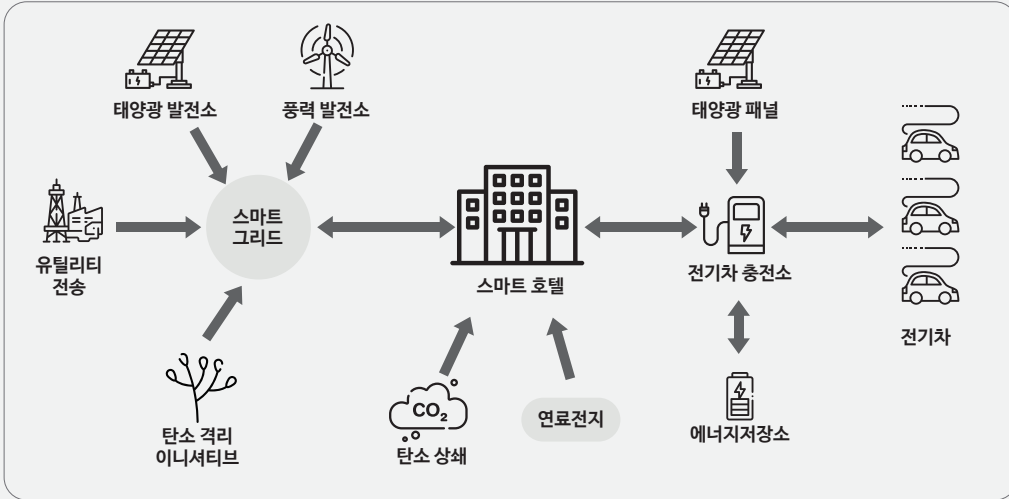 태양광 발전소
풍력 발전소
태양광 패널
유틸리티
전송
스마트
그리드
스마트 호텔
전기차 충전소
전기차
탄소 격리
이니셔티브
CO₂
탄소 상쇄
연료전지
에너지저장소